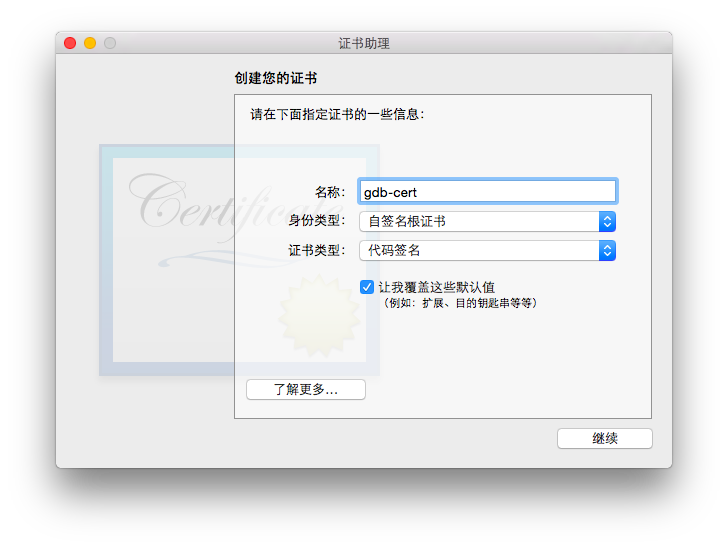 证书助理
创建您的证书
请在下面指定证书的一些信息：
Certificate
名称： gdb-cert
身份类型： 自签名根证书
证书类型： 代码签名
让我覆盖这些默认值
（例如：扩展、目的钥匙串等等）
了解更多...
继续